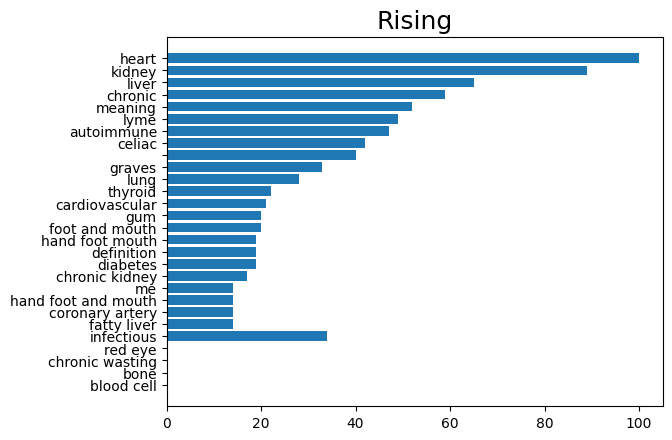 Rising
heart
kidney
liver
chronic
meaning
lyme
autoimmune
celiac
graves
lung
thyroid
cardiovascular
gum
foot and mouth
hand foot mouth
definition
diabetes
chronic kidney
me
hand foot and mouth
coronary artery
fatty liver
infectious
red eye
chronic wasting
bone
blood cell
0 20 40 60 80 100